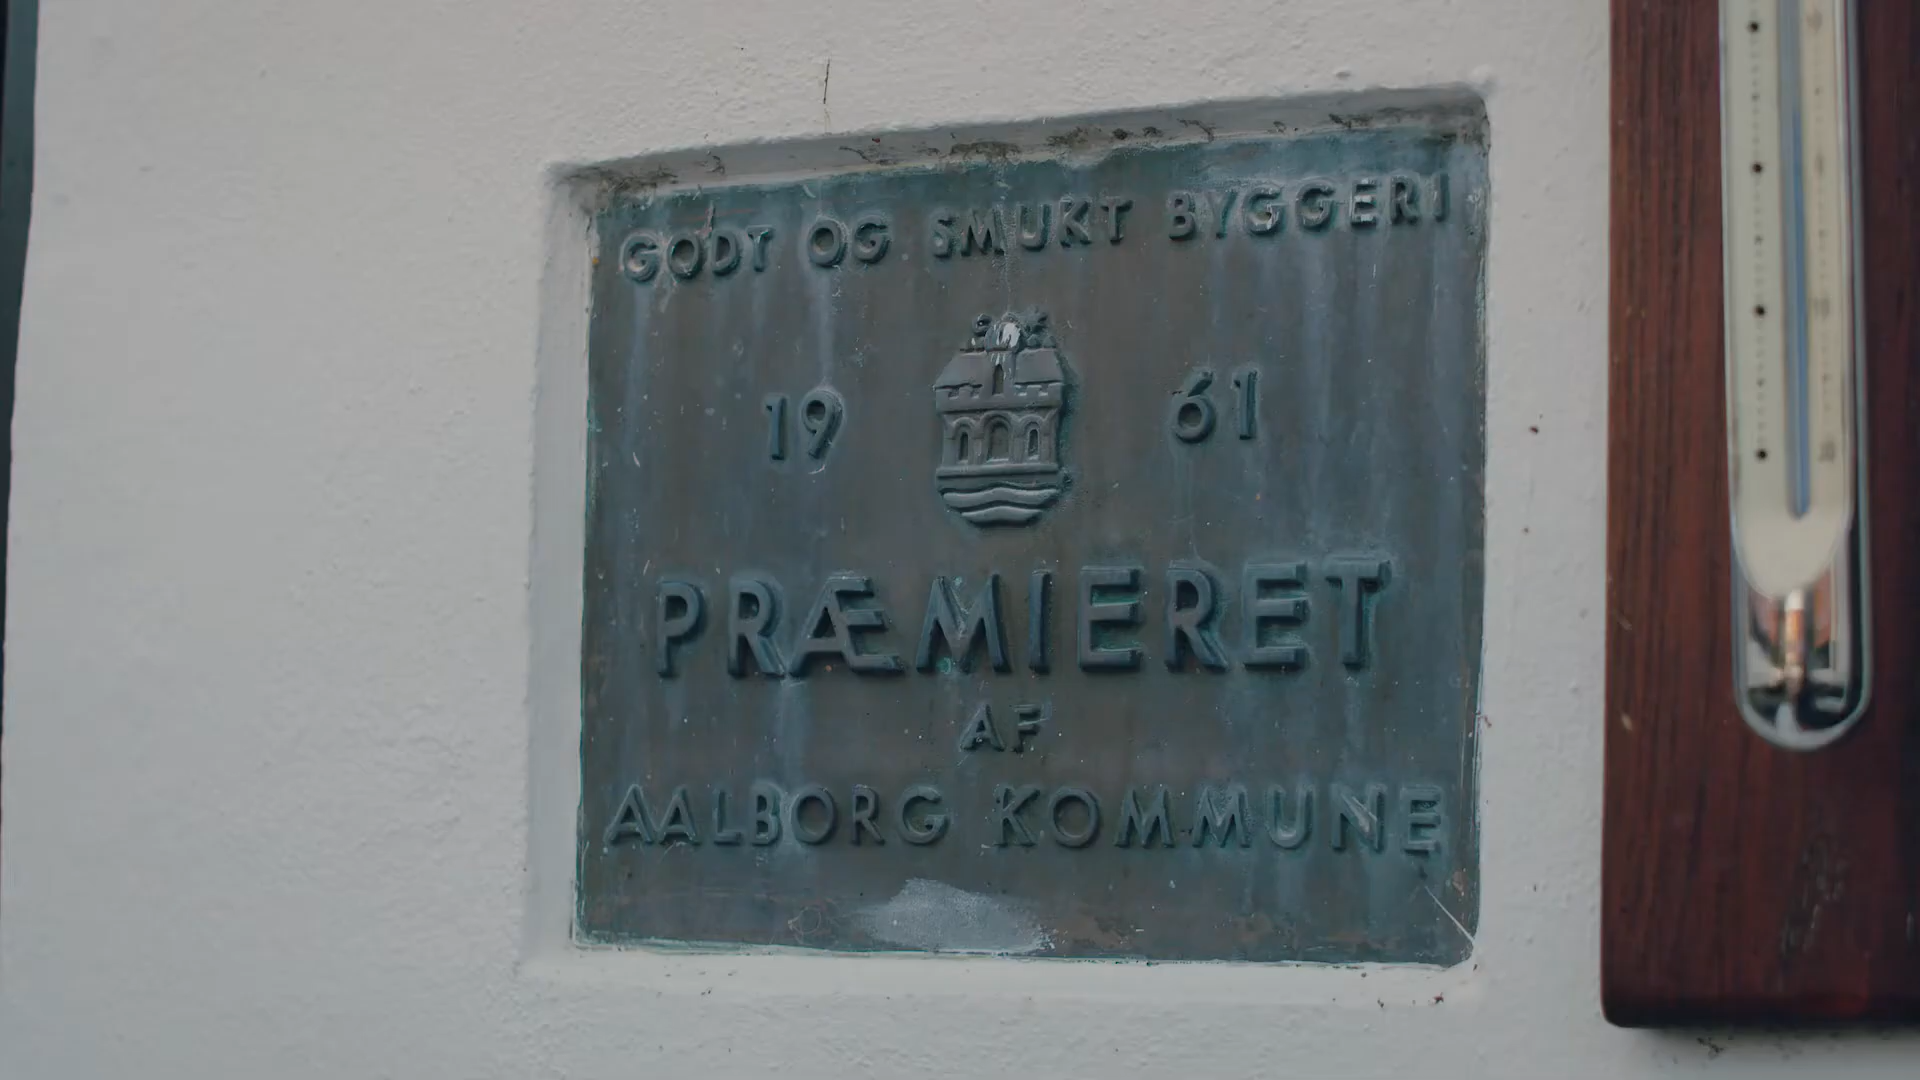 GODT OG SMUKT BYGGERI
19 61
PRÆMIERET
AF
AALBORG KOMMUNE